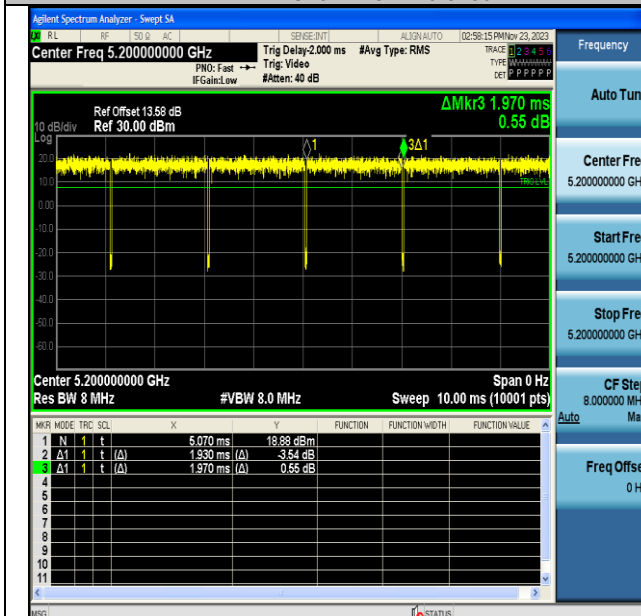 Agilent Spectrum Analyzer - Swept SA
RL RF 50 Ω AC SENSE:INT ALIGN AUTO 02:58:15 PM Nov 23, 2023
Center Freq 5.200000000 GHz
PNO: Fast
IFGain:Low
Trig Delay-2.000 ms
Trig: Video
#Atten: 40 dB
#Avg Type: RMS
TRACE 1 2 3 4 5 6
TYPE
DET P P P P P
Frequency
Auto Tun
Center Fre
5.200000000 GH
Start Fre
5.200000000 GH
Stop Fre
5.200000000 GH
CF Ste
8.000000 MH
Auto Ma
Freq Offse
0 H
ΔMkr3 1.970 ms
0.55 dB
Ref Offset 13.58 dB
10 dB/div Ref 30.00 dBm
Log
20.0
10.0
0.00
-10.0
-20.0
-30.0
-40.0
-50.0
-60.0
1
3Δ1
TRIG LVL
Center 5.200000000 GHz Span 0 Hz
Res BW 8 MHz #VBW 8.0 MHz Sweep 10.00 ms (10001 pts)
MKR MODE TRC SCL X Y FUNCTION FUNCTION WIDTH FUNCTION VALUE
1 N 1 t 5.070 ms 18.88 dBm
2 Δ1 1 t (Δ) 1.930 ms (Δ) -3.54 dB
3 Δ1 1 t (Δ) 1.970 ms (Δ) 0.55 dB
4
5
6
7
8
9
10
11
MSG STATUS